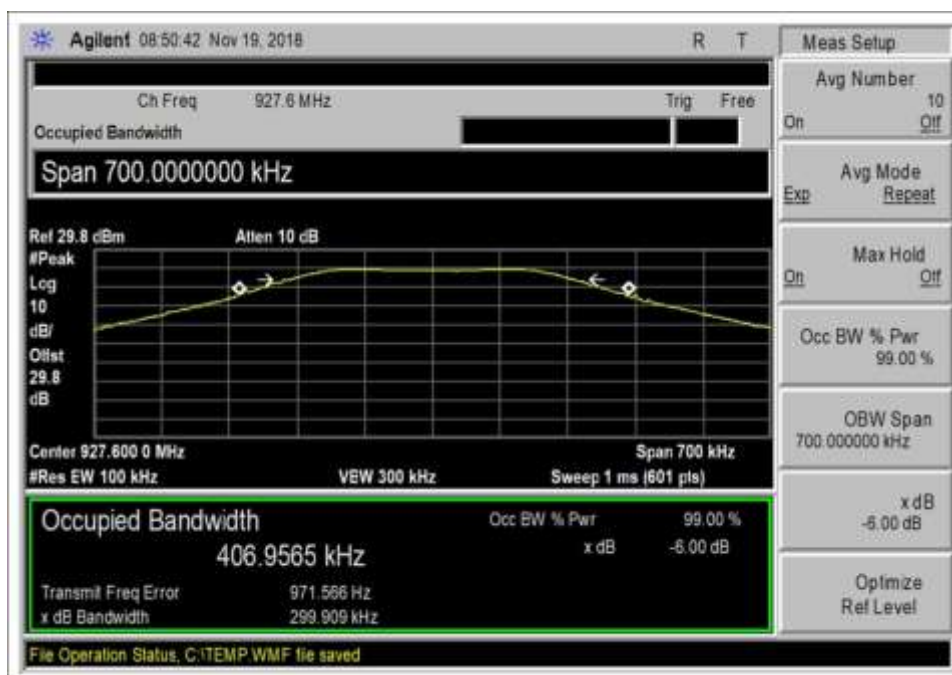 Agilent 08:50:42 Nov 19, 2018 R T
Ch Freq 927.6 MHz Trig Free
Occupied Bandwidth
Span 700.0000000 kHz
Ref 29.8 dBm Atten 10 dB
#Peak
Log
10
dB/
Offst
29.8
dB
Center 927.600 0 MHz Span 700 kHz
#Res BW 100 kHz VBW 300 kHz Sweep 1 ms (601 pts)
Occupied Bandwidth Occ BW % Pwr 99.00 %
406.9565 kHz x dB -6.00 dB
Transmit Freq Error 971.566 Hz
x dB Bandwidth 299.909 kHz
File Operation Status, C:\TEMP.WMF file saved
Meas Setup
Avg Number
10
On Off
Avg Mode
Exp Repeat
Max Hold
On Off
Occ BW % Pwr
99.00 %
OBW Span
700.000000 kHz
x dB
-6.00 dB
Optimize
Ref Level